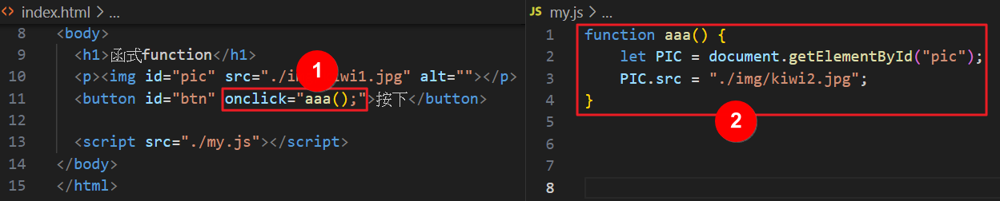 index.html > ...
8 <body>
9 <h1>函式function</h1>
10 <p><img id="pic" src="./i 1 iwi1.jpg" alt=""></p>
11 <button id="btn" onclick="aaa();">按下</button>
12
13 <script src="./my.js"></script>
14 </body>
15 </html>
JS my.js > ...
1 function aaa() {
2 let PIC = document.getElementById("pic");
3 PIC.src = "./img/kiwi2.jpg";
4 }
2
5
6
7
8